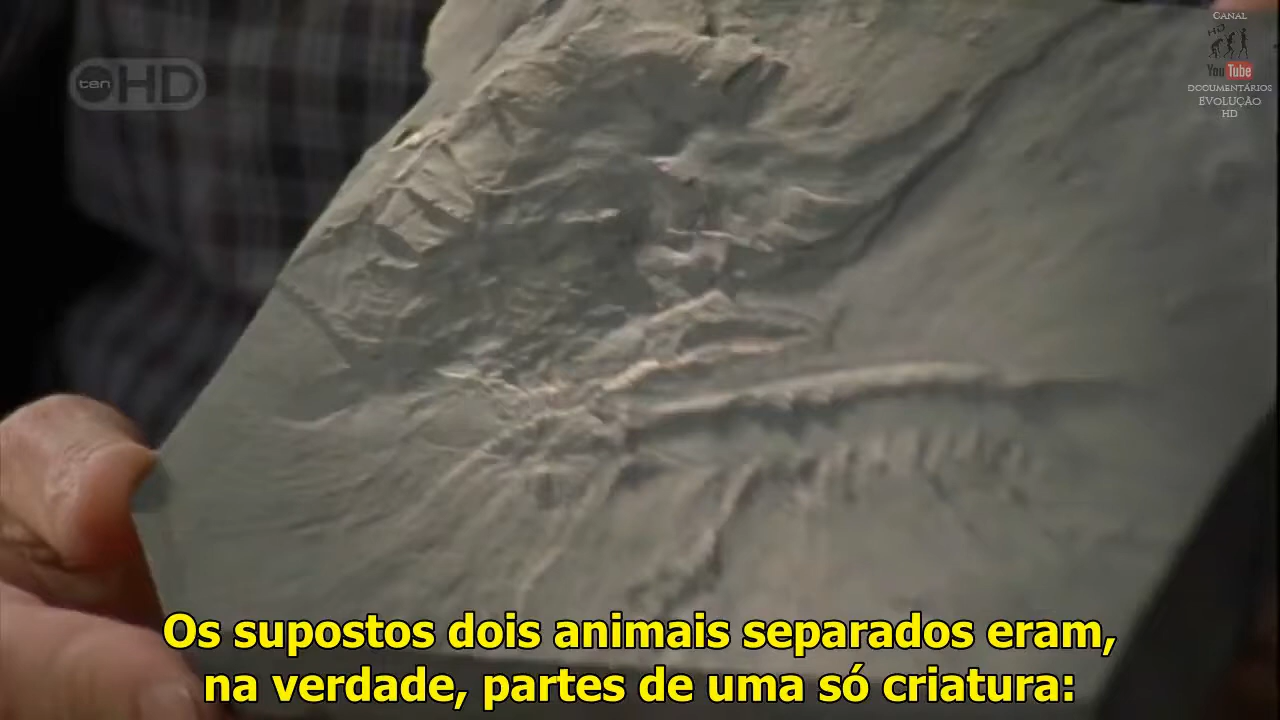 ten HD
CANAL
HD
YouTube
DOCUMENTÁRIOS
EVOLUÇÃO
HD
Os supostos dois animais separados eram,
na verdade, partes de uma só criatura: